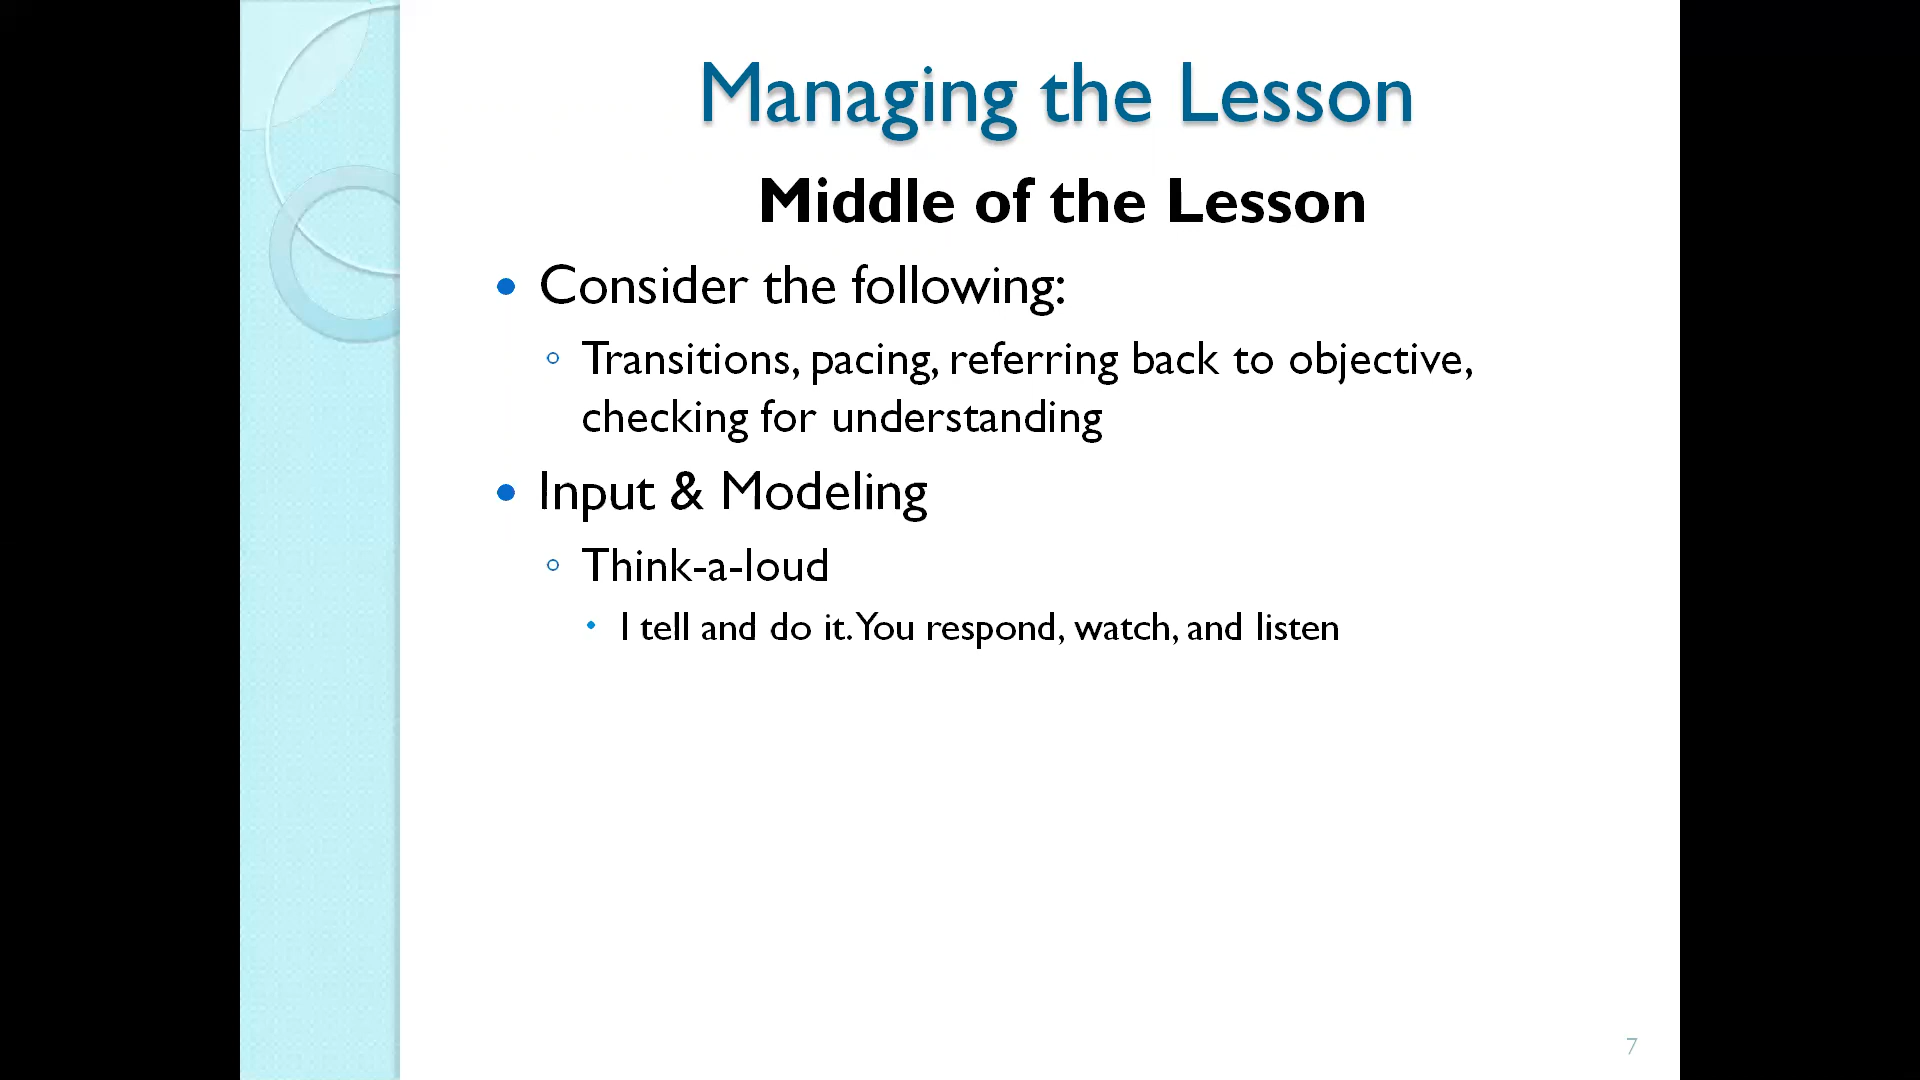 Managing the Lesson
Middle of the Lesson
• Consider the following:
◦ Transitions, pacing, referring back to objective,
checking for understanding
• Input & Modeling
◦ Think-a-loud
• I tell and do it. You respond, watch, and listen
7